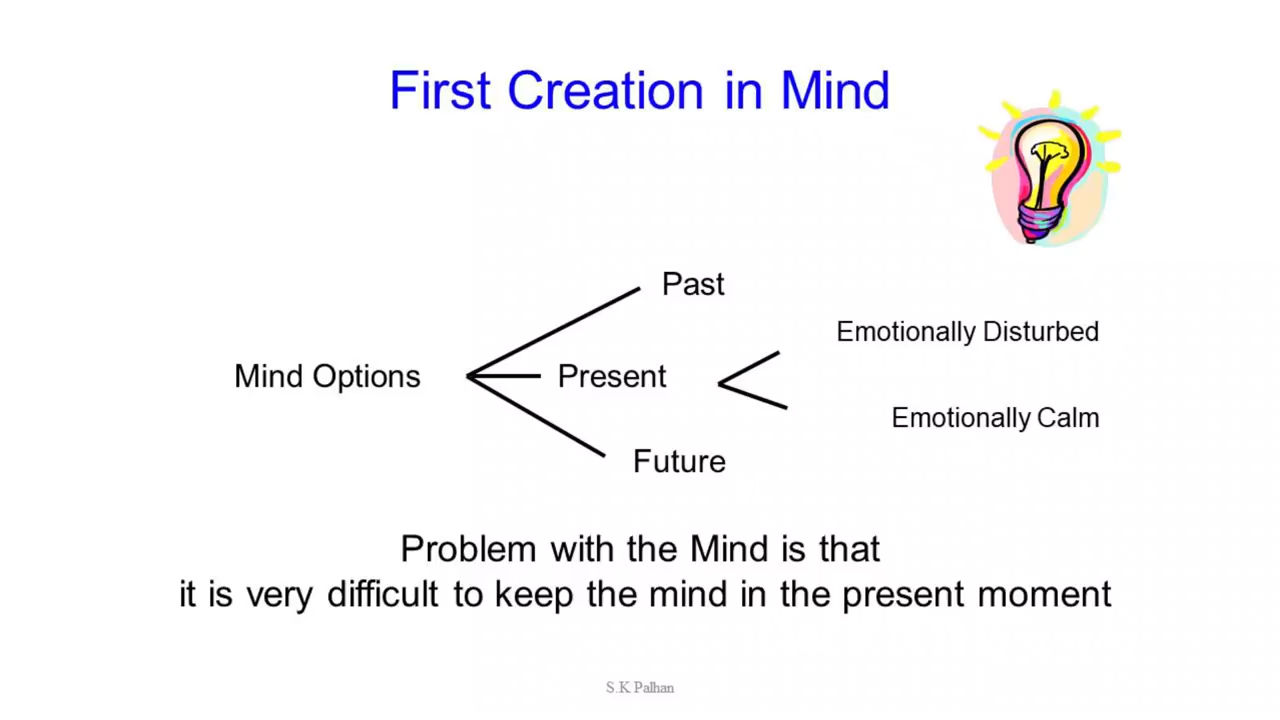 First Creation in Mind
Past
Emotionally Disturbed
Mind Options
Present
Emotionally Calm
Future
Problem with the Mind is that
it is very difficult to keep the mind in the present moment
S.K Palhan